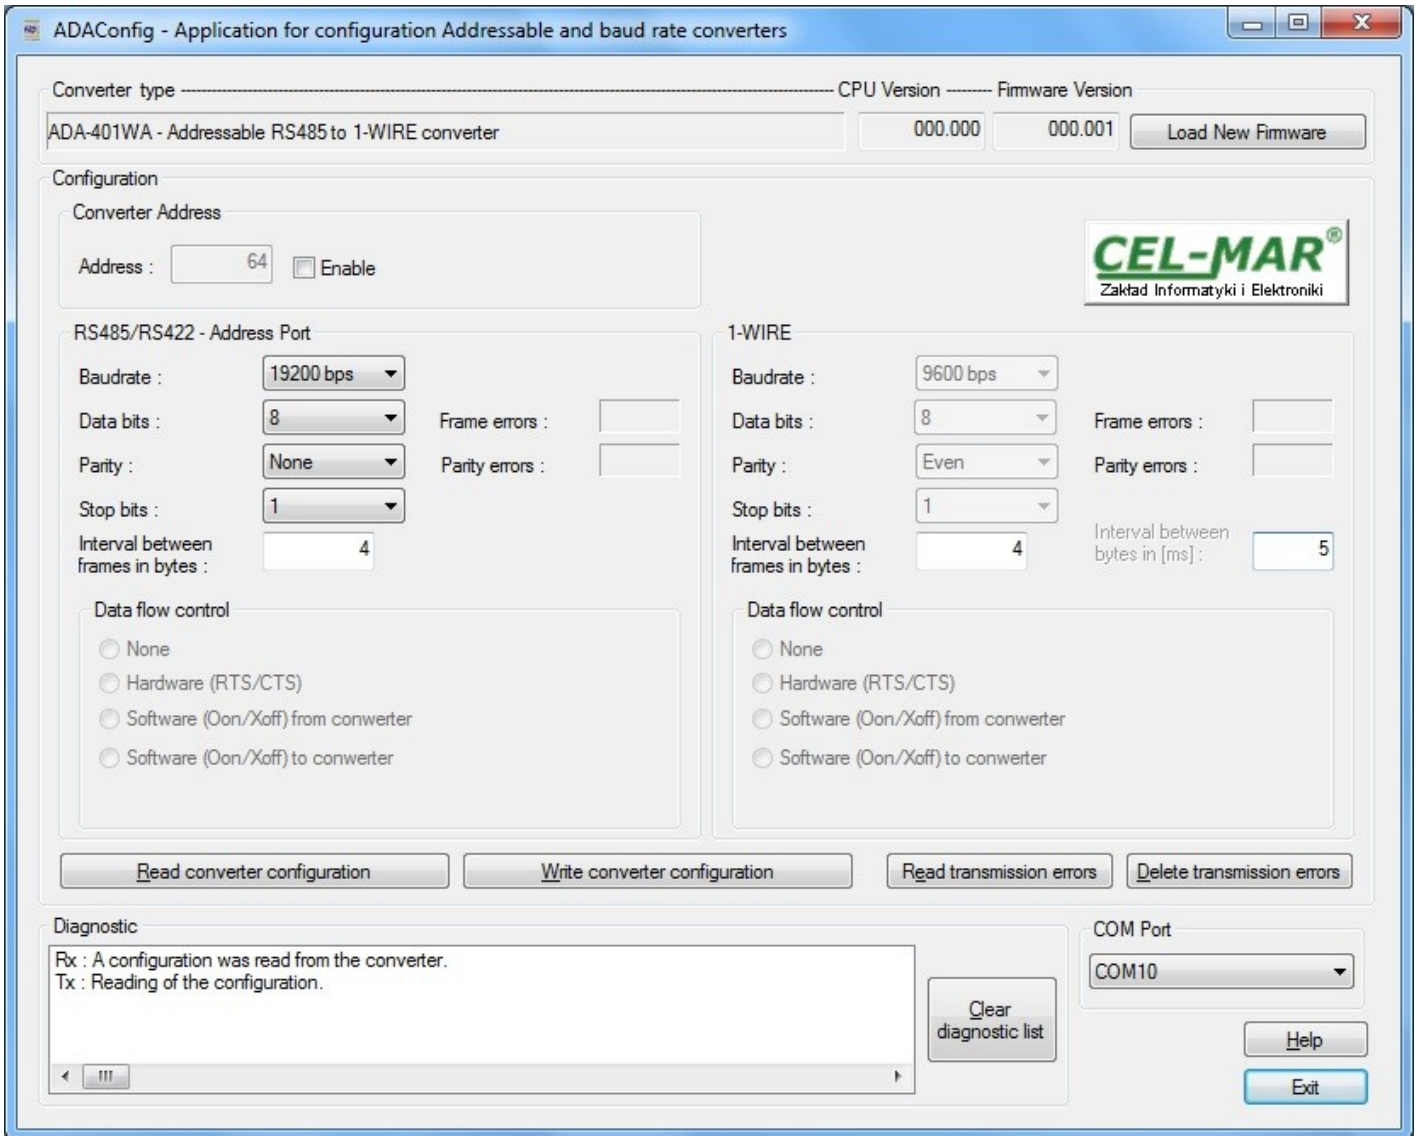 ADAConfig - Application for configuration Addressable and baud rate converters
Converter type CPU Version Firmware Version
ADA-401WA - Addressable RS485 to 1-WIRE converter 000.000 000.001 Load New Firmware
Configuration
Converter Address
Address : 64 Enable
CEL-MAR®
Zakład Informatyki i Elektroniki
RS485/RS422 - Address Port
Baudrate : 19200 bps
Data bits : 8 Frame errors :
Parity : None Parity errors :
Stop bits : 1
Interval between
frames in bytes : 4
Data flow control
None
Hardware (RTS/CTS)
Software (Oon/Xoff) from conwerter
Software (Oon/Xoff) to conwerter
1-WIRE
Baudrate : 9600 bps
Data bits : 8 Frame errors :
Parity : Even Parity errors :
Stop bits : 1
Interval between
frames in bytes : 4
Interval between
bytes in [ms] : 5
Data flow control
None
Hardware (RTS/CTS)
Software (Oon/Xoff) from conwerter
Software (Oon/Xoff) to conwerter
Read converter configuration Write converter configuration Read transmission errors Delete transmission errors
Diagnostic
Rx : A configuration was read from the converter.
Tx : Reading of the configuration.
Clear
diagnostic list
COM Port
COM10
Help
Exit